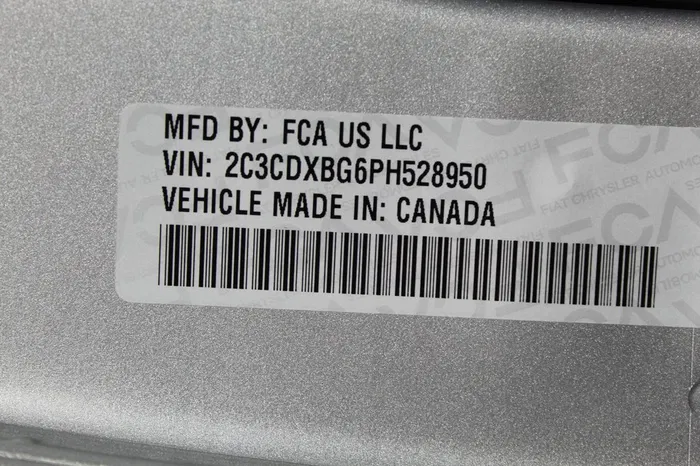 MFD BY: FCA US LLC
VIN: 2C3CDXBG6PH528950
VEHICLE MADE IN: CANADA